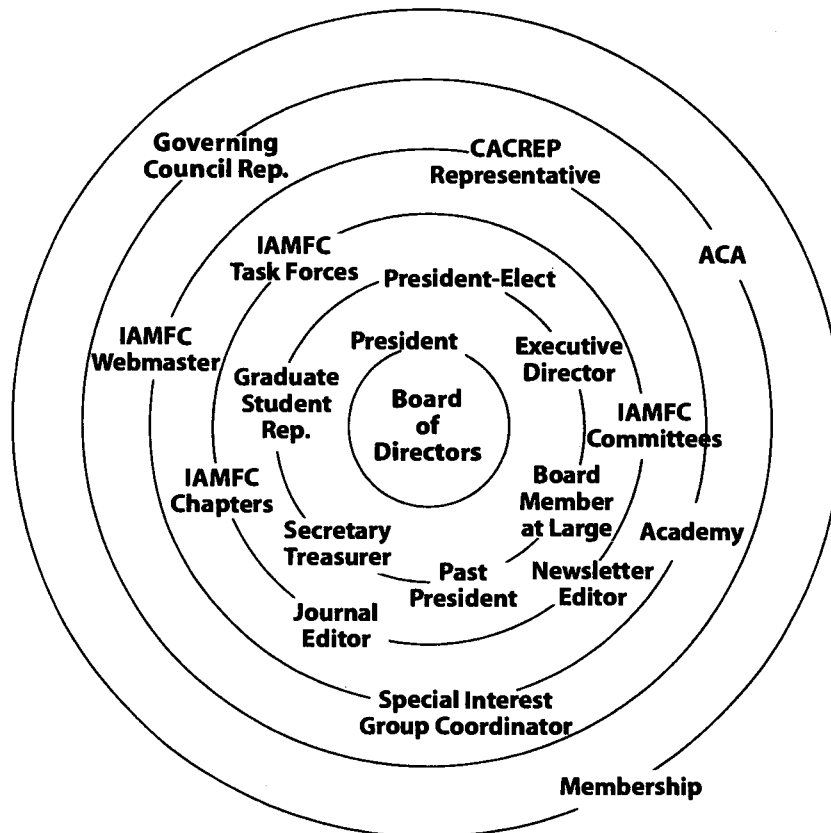 Governing
Council Rep.
CACREP
Representative
IAMFC
Task Forces
ACA
President-Elect
IAMFC
Webmaster
President
Executive
Director
Graduate
Student
Rep.
Board
of
Directors
IAMFC
Committees
IAMFC
Chapters
Board
Member
at Large
Secretary
Treasurer
Academy
Past
President
Newsletter
Editor
Journal
Editor
Special Interest
Group Coordinator
Membership